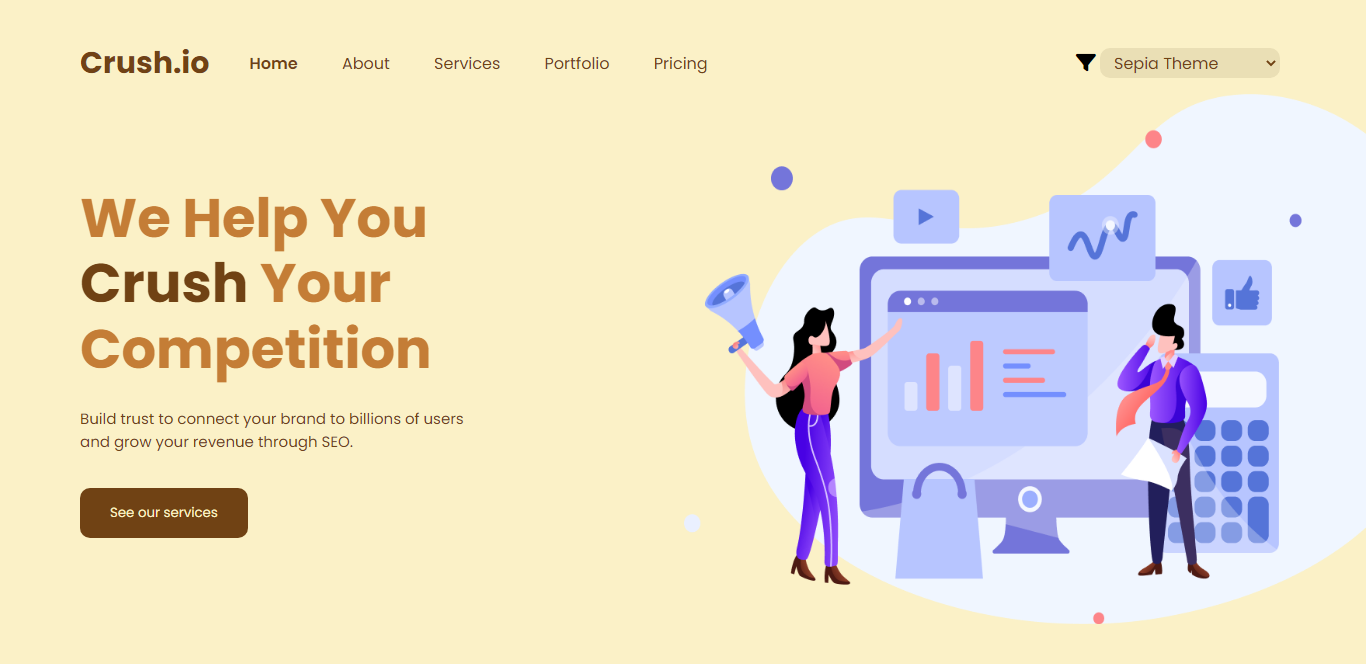 Crush.io Home About Services Portfolio Pricing Sepia Theme
We Help You
Crush Your
Competition
Build trust to connect your brand to billions of users
and grow your revenue through SEO.
See our services